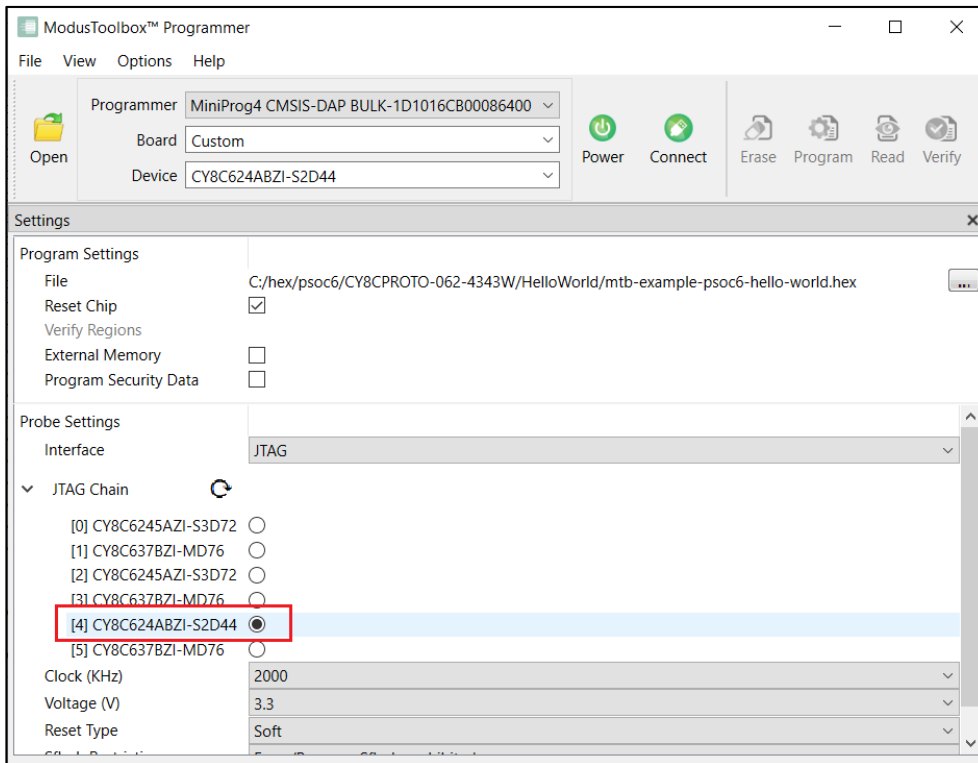 ModusToolbox™ Programmer
File View Options Help
Open
Programmer MiniProg4 CMSIS-DAP BULK-1D1016CB00086400
Board Custom
Device CY8C624ABZI-S2D44
Power Connect Erase Program Read Verify
Settings
Program Settings
File C:/hex/psoc6/CY8CPROTO-062-4343W/HelloWorld/mtb-example-psoc6-hello-world.hex ...
Reset Chip
Verify Regions
External Memory
Program Security Data
Probe Settings
Interface JTAG
JTAG Chain
[0] CY8C6245AZI-S3D72
[1] CY8C637BZI-MD76
[2] CY8C6245AZI-S3D72
[3] CY8C637BZI-MD76
[4] CY8C624ABZI-S2D44
[5] CY8C637BZI-MD76
Clock (KHz) 2000
Voltage (V) 3.3
Reset Type Soft